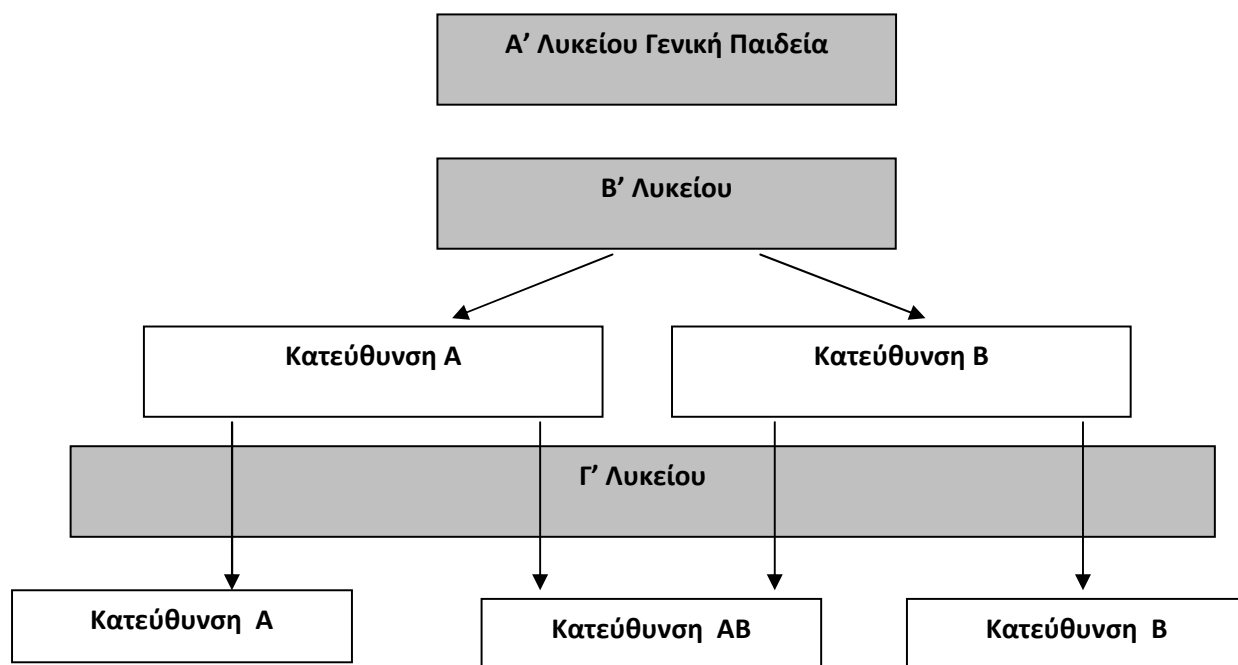 Α’ Λυκείου Γενική Παιδεία
Β’ Λυκείου
Κατεύθυνση Α
Κατεύθυνση Β
Γ’ Λυκείου
Κατεύθυνση Α
Κατεύθυνση ΑΒ
Κατεύθυνση Β